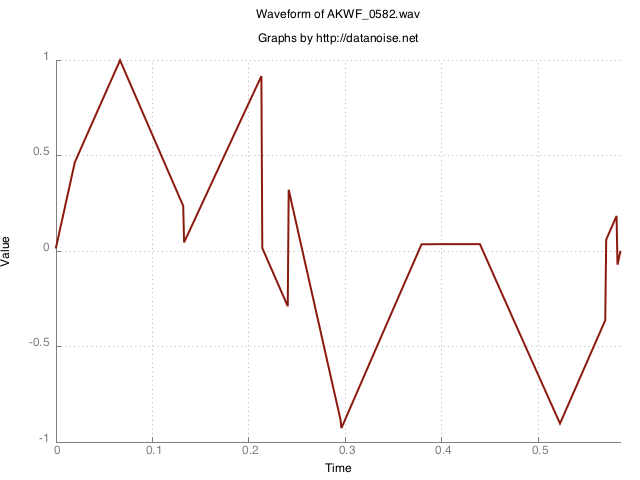 Waveform of AKWF_0582.wav
Graphs by http://datanoise.net
1
0.5
0
-0.5
-1
Value
0 0.1 0.2 0.3 0.4 0.5
Time